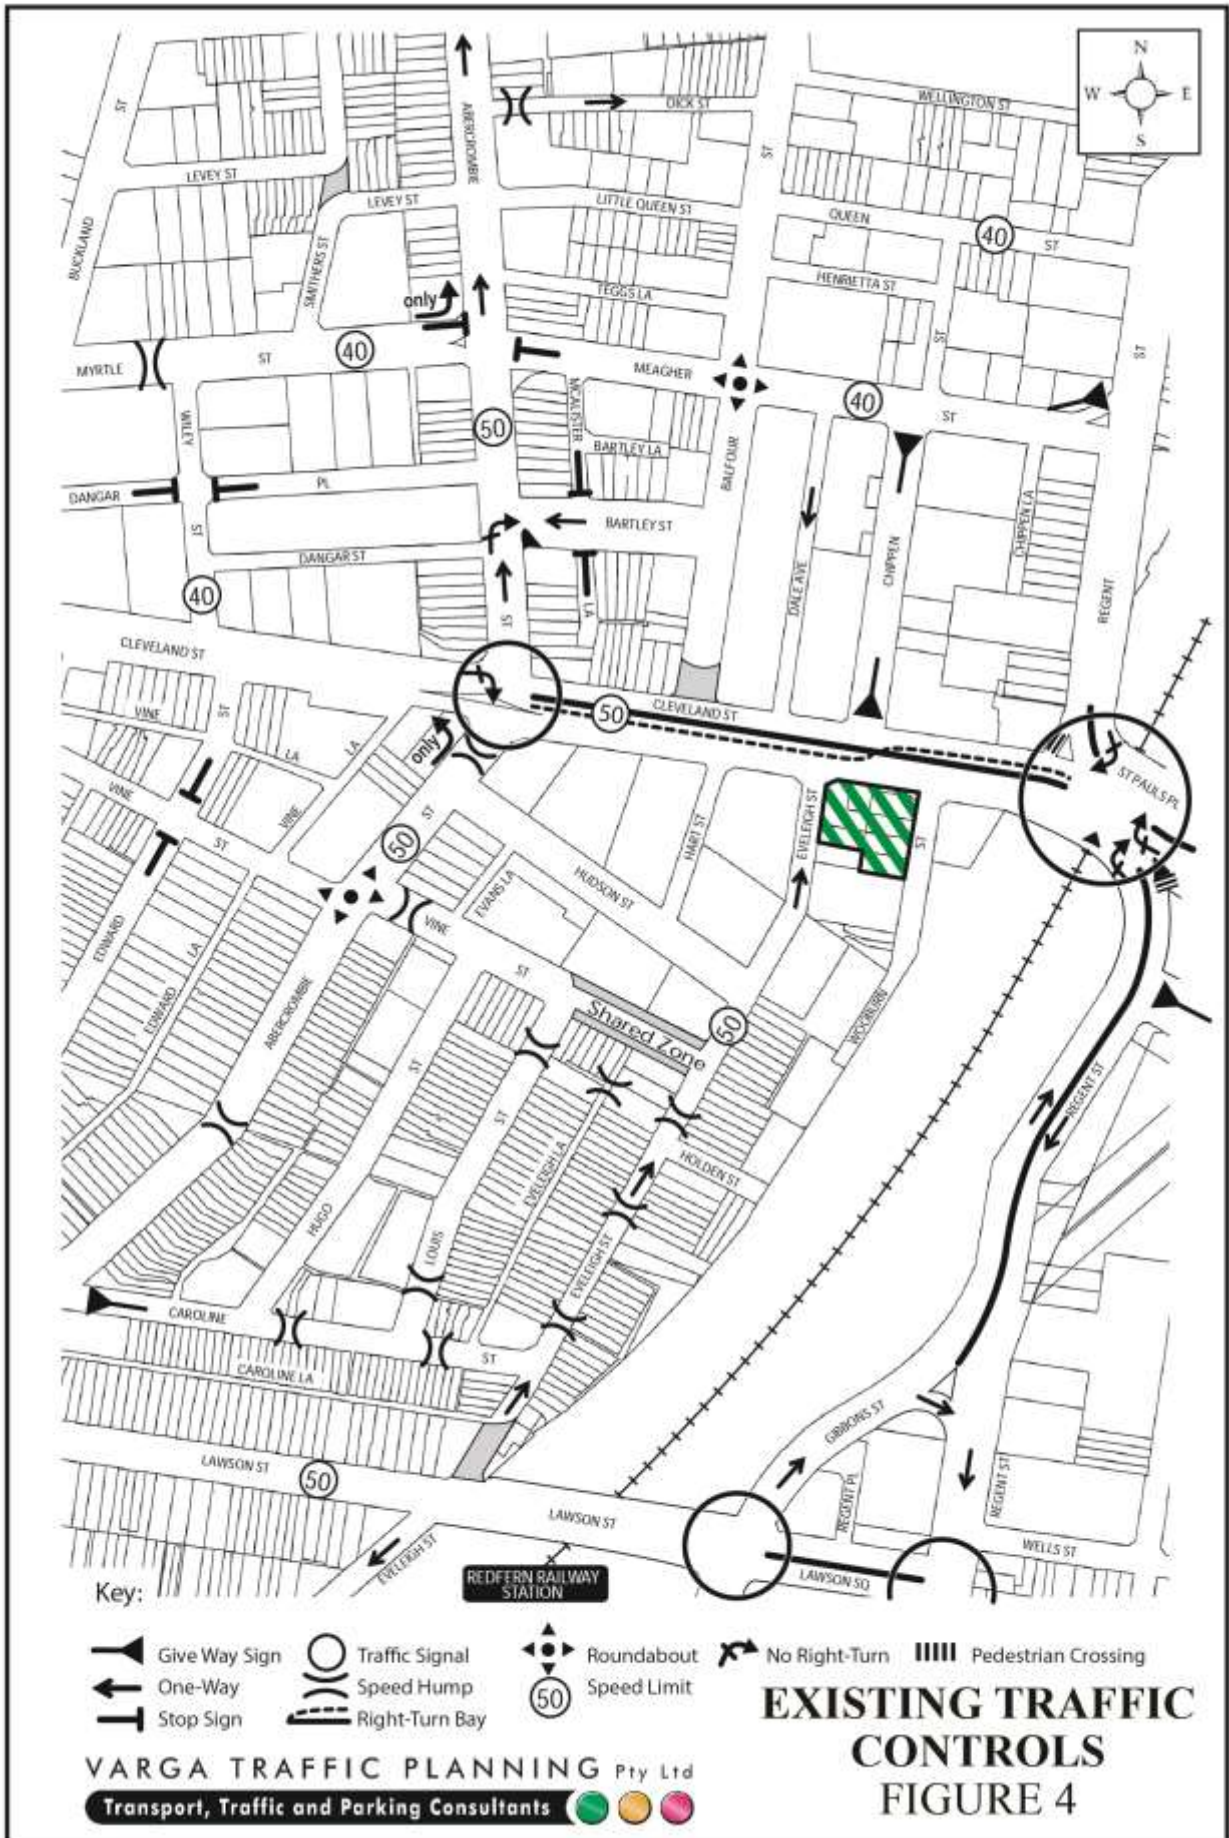 N
W E
S
ST
ABERCROMBIE
DICK ST
WELLINGTON ST
ST
LEVEY ST
LEVEY ST
LITTLE QUEEN ST
QUEEN
40
ST
BUCKLAND
SMITHERS ST
only
TEGGS LA
HENRIETTA ST
ST
ST
MYRTLE
ST
40
MEAGHER
40
ST
WILEY
50
MCALISTER
BARTLEY LA
BALFOUR
DANGAR
PL
ST
BARTLEY ST
DANGAR ST
CHIPPEN LA
CHIPPEN
DALE AVE
REGENT
40
ST
LA
CLEVELAND ST
50
CLEVELAND ST
VINE
ST
LA
LA
only
ST PAULS PL
VINE
ST
VINE
50
ST
HART ST
EVELEIGH ST
ST
EVANS LA
HUDSON ST
EDWARD
LA
EDWARD
VINE
ST
ABERCROMBIE
Shared Zone
50
WOOBURN
ST
ST
EVELEIGH LA
HOLDEN ST
REGENT ST
HUGO
LOUIS
EVELEIGH ST
CAROLINE
ST
CAROLINE LA
GIBBONS ST
LAWSON ST
50
LAWSON ST
REGENT PL
REGENT ST
WELLS ST
EVELEIGH ST
REDFERN RAILWAY
STATION
LAWSON SQ
Key:
Give Way Sign Traffic Signal Roundabout No Right-Turn Pedestrian Crossing
One-Way Speed Hump 50 Speed Limit
Stop Sign Right-Turn Bay
EXISTING TRAFFIC
CONTROLS
FIGURE 4
VARGA TRAFFIC PLANNING Pty Ltd
Transport, Traffic and Parking Consultants